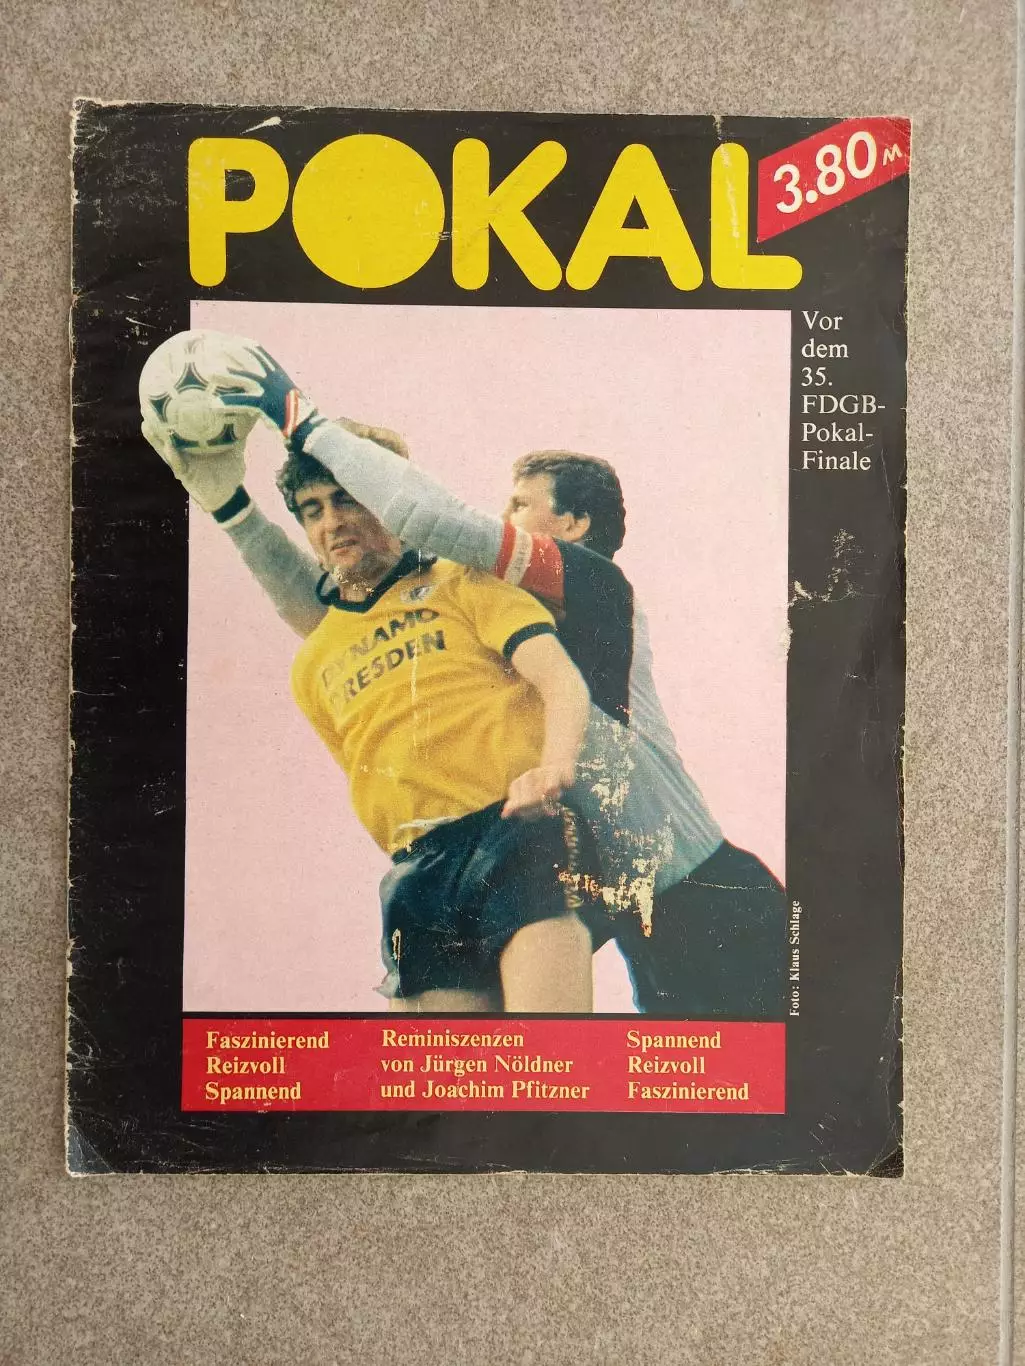 POKAL
3.80 M
Vor
dem
35.
FDGB-
Pokal-
Finale
DYNAMO
DRESDEN
Foto: Klaus Schlage
Faszinierend
Reizvoll
Spannend
Reminiszenzen
von Jürgen Nöldner
und Joachim Pfitzner
Spannend
Reizvoll
Faszinierend